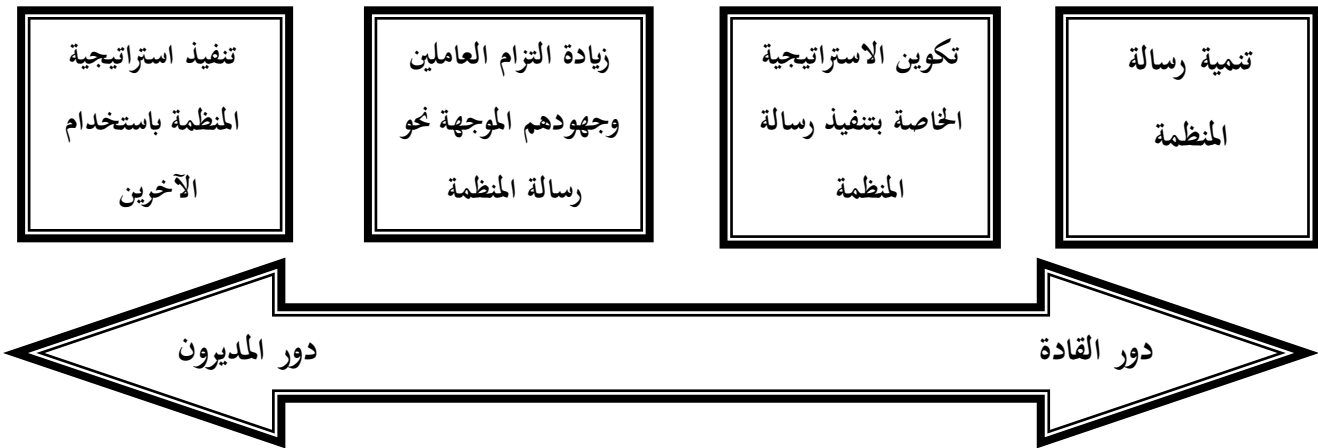 تنمية رسالة
المنظمة
تكوين الاستراتيجية
الخاصة بتنفيذ رسالة
المنظمة
زيادة التزام العاملين
وجهودهم الموجهة نحو
رسالة المنظمة
تنفيذ استراتيجية
المنظمة باستخدام
الآخرين
دور القادة
دور المديرون